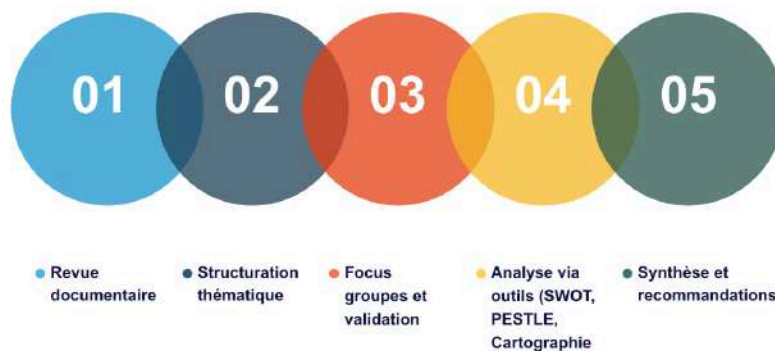 01 02 03 04 05
Revue
documentaire
Structuration
thématique
Focus
groupes et
validation
Analyse via
outils (SWOT,
PESTLE,
Cartographie
Synthèse et
recommandations